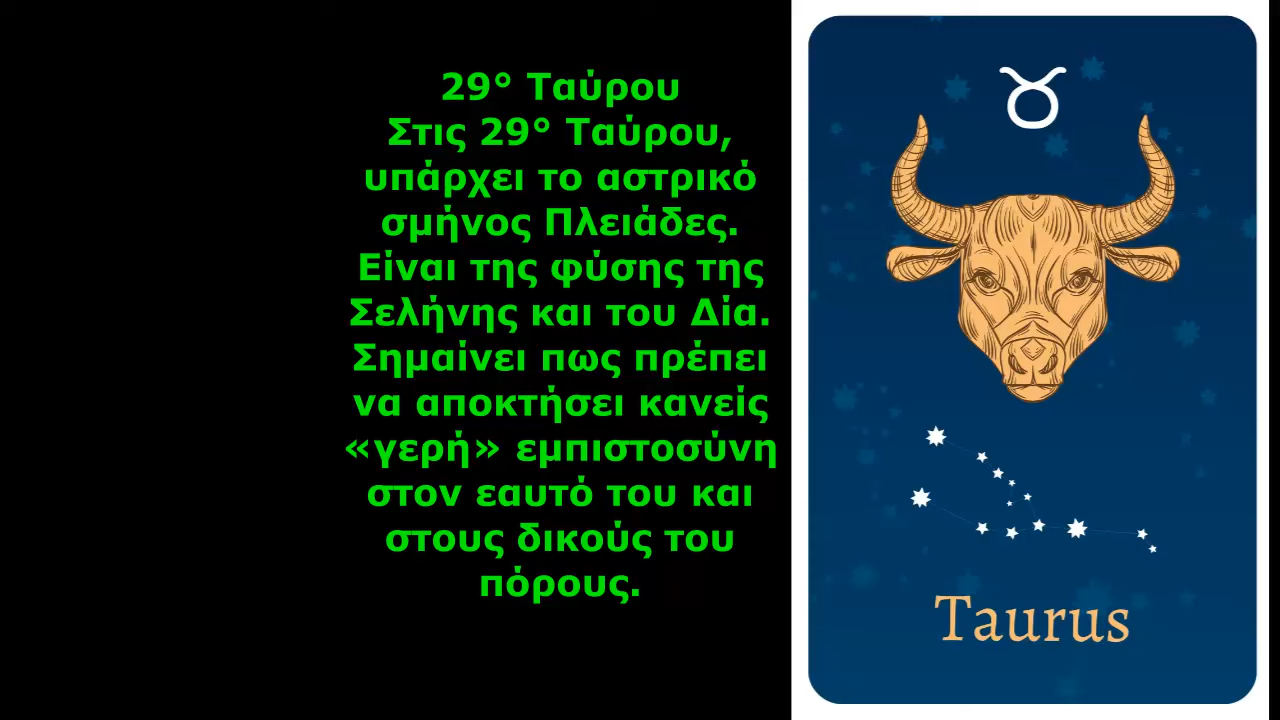 29° Ταύρου
Στις 29° Ταύρου,
υπάρχει το αστρικό
σμήνος Πλειάδες.
Είναι της φύσης της
Σελήνης και του Δία.
Σημαίνει πως πρέπει
να αποκτήσει κανείς
«γερή» εμπιστοσύνη
στον εαυτό του και
στους δικούς του
πόρους.
♉
Taurus